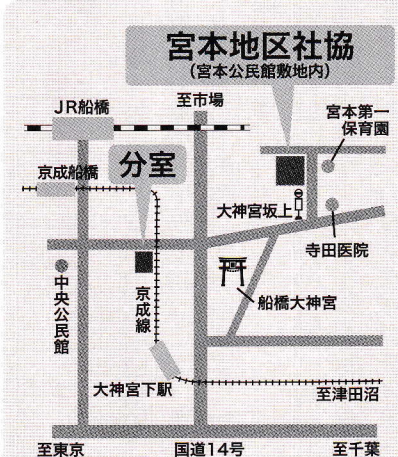 宮本地区社協
(宮本公民館敷地内)
至市場
JR船橋
宮本第一
保育園
京成船橋
分室
大神宮坂上
寺田医院
中央公民館
京成線
船橋大神宮
大神宮下駅
至津田沼
至東京
国道14号
至千葉